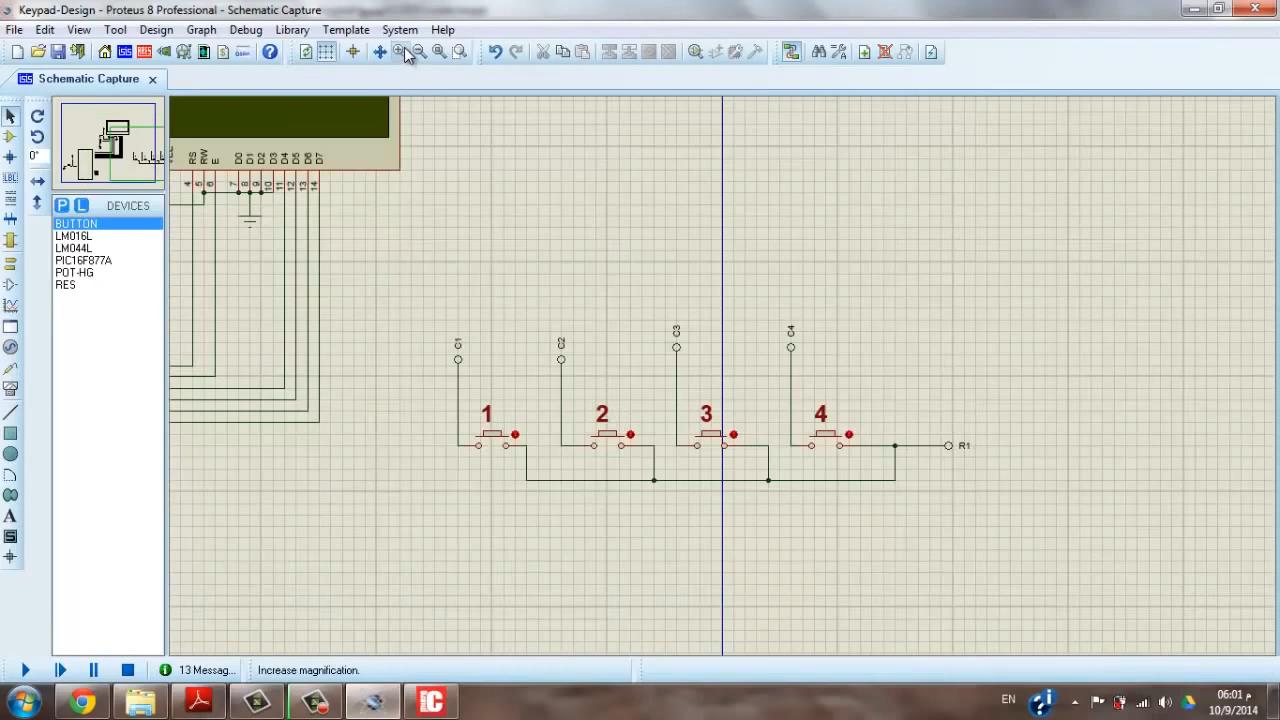 Keypad-Design - Proteus 8 Professional - Schematic Capture
File Edit View Tool Design Graph Debug Library Template System Help
Schematic Capture
0°
LBL
P L DEVICES
BUTTON
LM016L
LM044L
PIC16F877A
POT-HG
RES
A
RS RW E D0 D1 D2 D3 D4 D5 D6 D7
4 5 6 7 8 9 10 11 12 13 14
C1 C2 C3 C4
1 2 3 4
R1
13 Messag... Increase magnification.
EN
06:01 م
10/9/2014